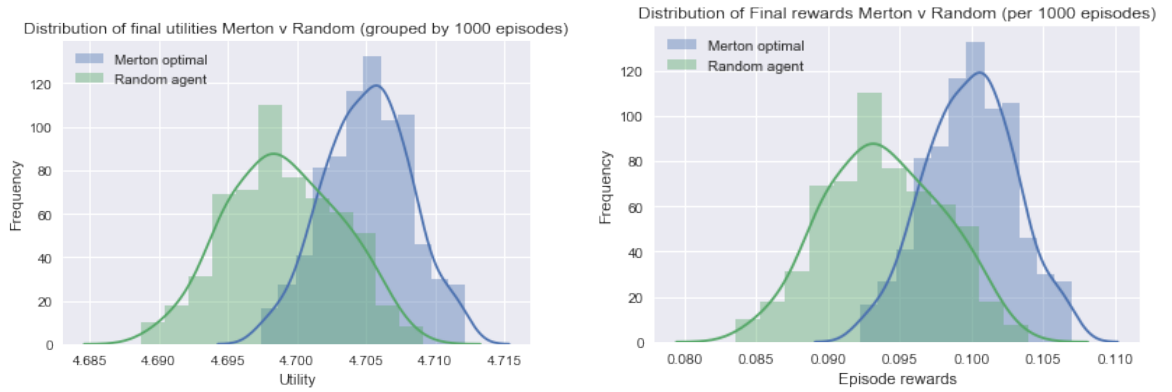 Distribution of final utilities Merton v Random (grouped by 1000 episodes)
Merton optimal
Random agent
120
100
80
60
40
20
0
Frequency
4.685 4.690 4.695 4.700 4.705 4.710 4.715
Utility
Distribution of Final rewards Merton v Random (per 1000 episodes)
Merton optimal
Random agent
120
100
80
60
40
20
0
Frequency
0.080 0.085 0.090 0.095 0.100 0.105 0.110
Episode rewards